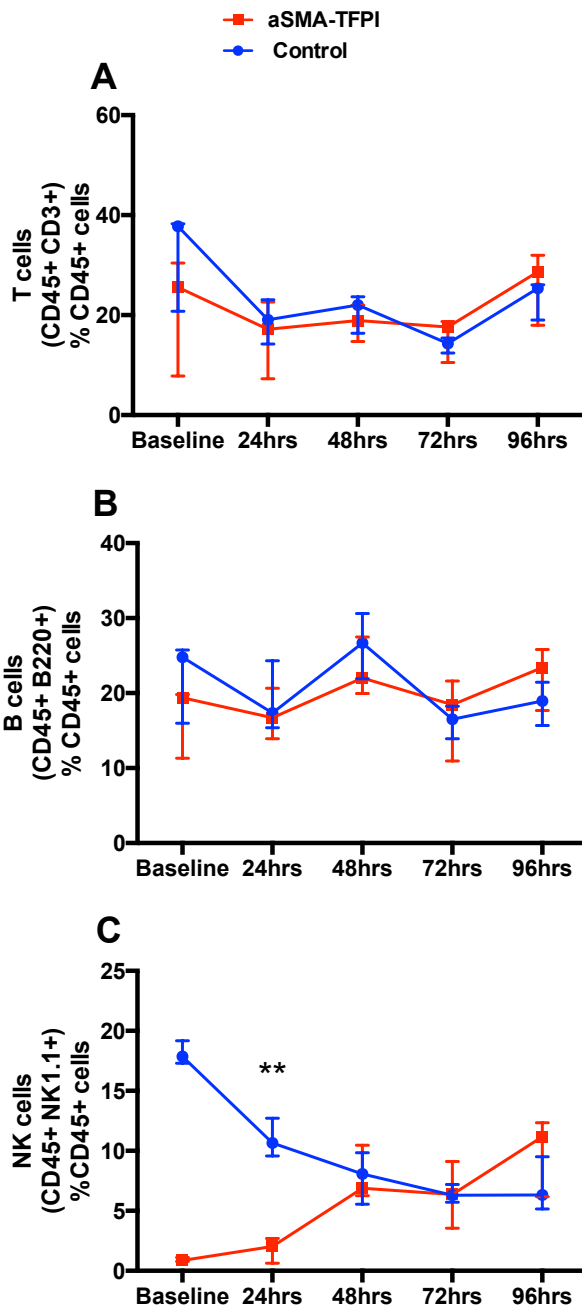 aSMA-TFPI
Control
A
T cells
(CD45+ CD3+)
% CD45+ cells
60
40
20
0
Baseline 24hrs 48hrs 72hrs 96hrs
B
B cells
(CD45+ B220+)
% CD45+ cells
40
30
20
10
0
Baseline 24hrs 48hrs 72hrs 96hrs
C
NK cells
(CD45+ NK1.1+)
%CD45+ cells
25
20
15
10
5
0
**
Baseline 24hrs 48hrs 72hrs 96hrs